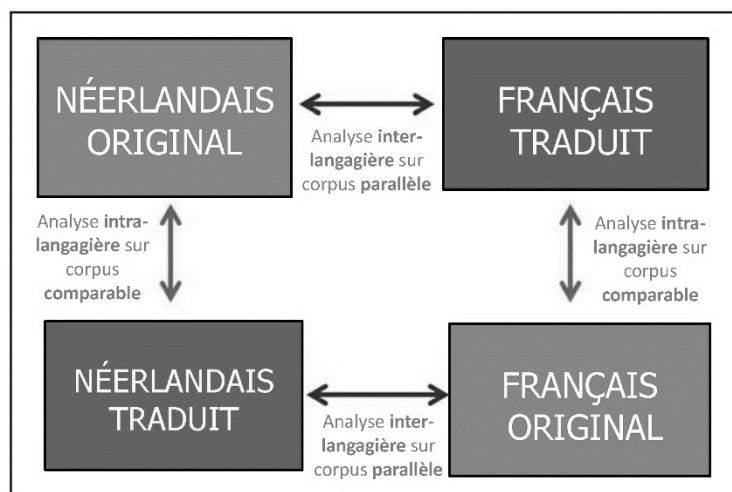 NÉERLANDAIS
ORIGINAL
Analyse inter-
langagière sur
corpus parallèle
FRANÇAIS
TRADUIT
Analyse intra-
langagière sur
corpus
comparable
Analyse intra-
langagière sur
corpus
comparable
NÉERLANDAIS
TRADUIT
Analyse inter-
langagière sur
corpus parallèle
FRANÇAIS
ORIGINAL